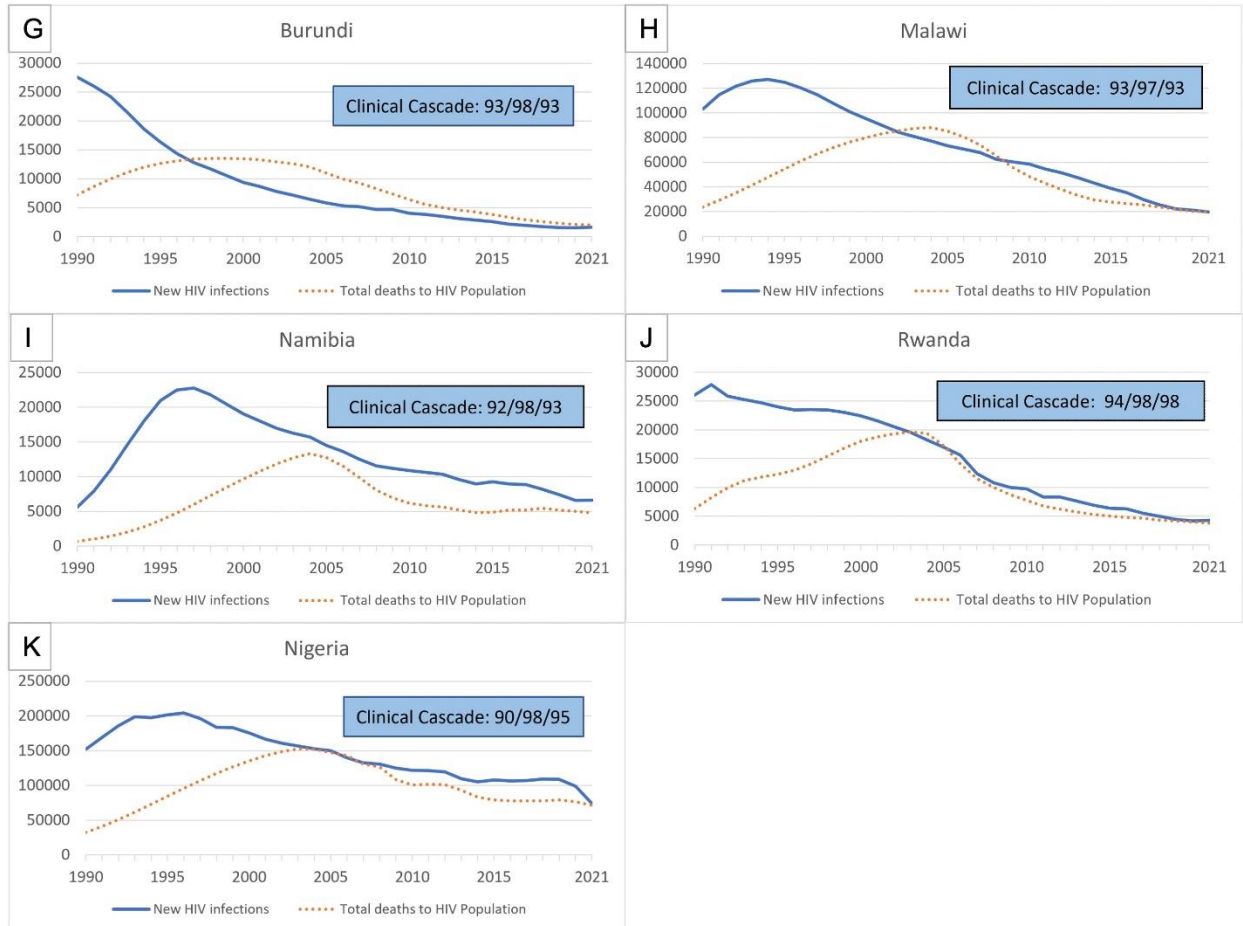 G
Burundi
30000
25000
20000
15000
10000
5000
0
Clinical Cascade: 93/98/93
1990 1995 2000 2005 2010 2015 2021
New HIV infections Total deaths to HIV Population
H
Malawi
140000
120000
100000
80000
60000
40000
20000
0
Clinical Cascade: 93/97/93
1990 1995 2000 2005 2010 2015 2021
New HIV infections Total deaths to HIV Population
I
Namibia
25000
20000
15000
10000
5000
0
Clinical Cascade: 92/98/93
1990 1995 2000 2005 2010 2015 2021
New HIV infections Total deaths to HIV Population
J
Rwanda
30000
25000
20000
15000
10000
5000
0
Clinical Cascade: 94/98/98
1990 1995 2000 2005 2010 2015 2021
New HIV infections Total deaths to HIV Population
K
Nigeria
250000
200000
150000
100000
50000
0
Clinical Cascade: 90/98/95
1990 1995 2000 2005 2010 2015 2021
New HIV infections Total deaths to HIV Population